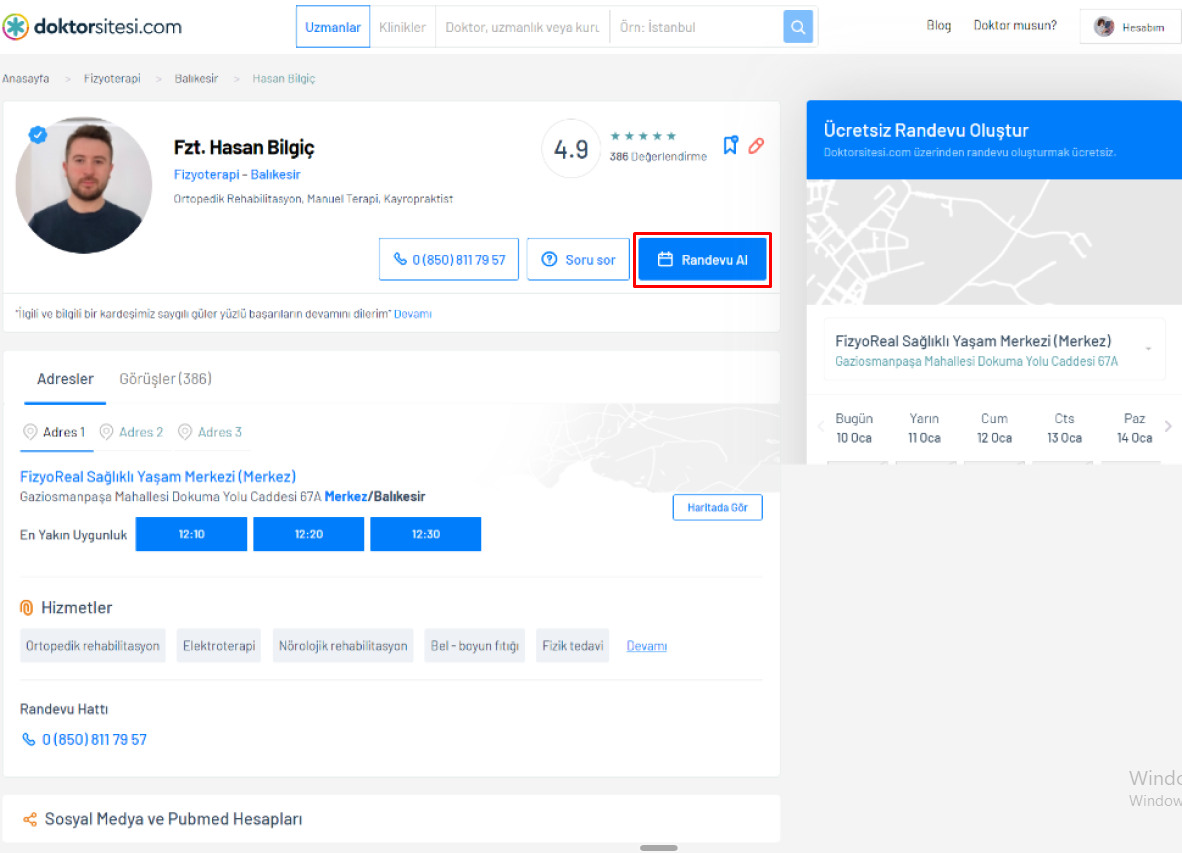 doktorsitesi.com
Uzmanlar
Klinikler
Doktor, uzmanlık veya kuru
Örn: İstanbul
Blog
Doktor musun?
Hesabım
Anasayfa > Fizyoterapi > Balıkesir > Hasan Bilgiç
Fzt. Hasan Bilgiç
Fizyoterapi - Balıkesir
Ortopedik Rehabilitasyon, Manuel Terapi, Kayropraktist
4.9
386 Değerlendirme
0 (850) 811 79 57
Soru sor
Randevu Al
"İlgili ve bilgili bir kardeşimiz saygılı güler yüzlü başarıların devamını dilerim" Devamı
Ücretsiz Randevu Oluştur
Doktorsitesi.com üzerinden randevu oluşturmak ücretsiz.
FizyoReal Sağlıklı Yaşam Merkezi (Merkez)
Gaziosmanpaşa Mahallesi Dokuma Yolu Caddesi 67A
Bugün Yarın Cum Cts Paz
10 Oca 11 Oca 12 Oca 13 Oca 14 Oca
Adresler
Görüşler (386)
Adres 1
Adres 2
Adres 3
FizyoReal Sağlıklı Yaşam Merkezi (Merkez)
Gaziosmanpaşa Mahallesi Dokuma Yolu Caddesi 67A Merkez/Balıkesir
Haritada Gör
En Yakın Uygunluk 12:10 12:20 12:30
Hizmetler
Ortopedik rehabilitasyon
Elektroterapi
Nörolojik rehabilitasyon
Bel - boyun fıtığı
Fizik tedavi
Devamı
Randevu Hattı
0 (850) 811 79 57
Sosyal Medya ve Pubmed Hesapları
Windo
Window